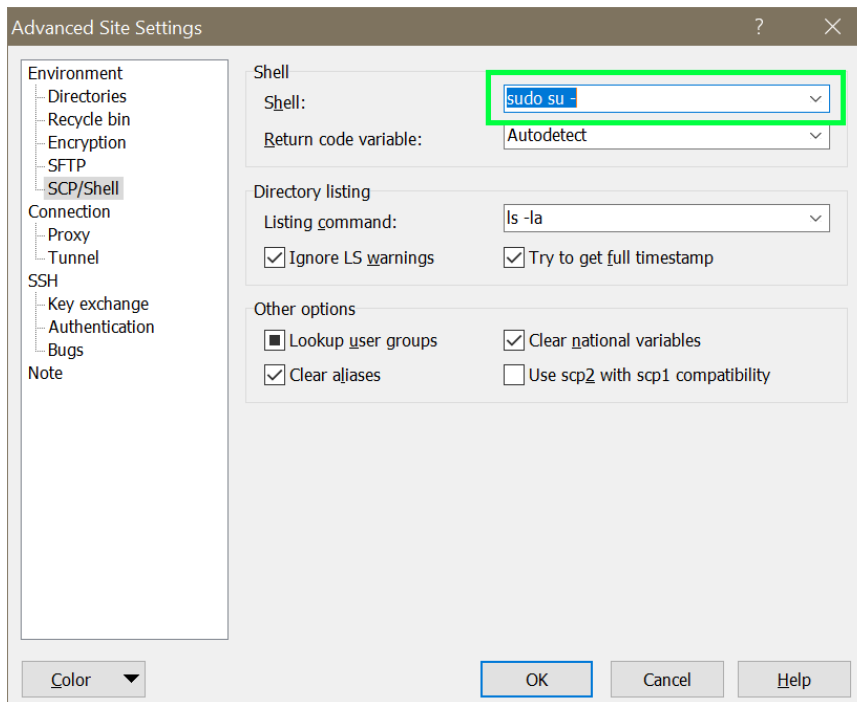 Advanced Site Settings ?
Environment
Directories
Recycle bin
Encryption
SFTP
SCP/Shell
Connection
Proxy
Tunnel
SSH
Key exchange
Authentication
Bugs
Note
Shell
Shell: sudo su -
Return code variable: Autodetect
Directory listing
Listing command: ls -la
Ignore LS warnings Try to get full timestamp
Other options
Lookup user groups Clear national variables
Clear aliases Use scp2 with scp1 compatibility
Color OK Cancel Help